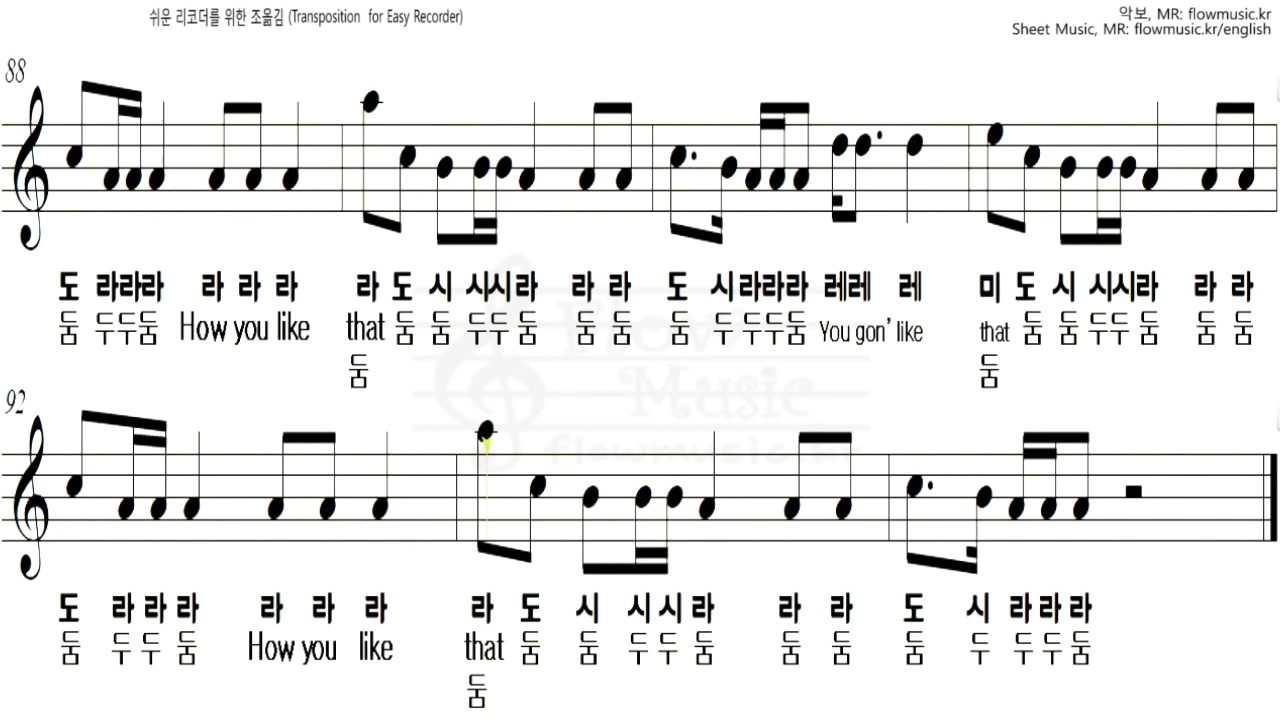 쉬운 리코더를 위한 조옮김 (Transposition for Easy Recorder)
악보, MR: flowmusic.kr
Sheet Music, MR: flowmusic.kr/english
88
도 라라라 라 라 라 라 도 시 시시라 라 라 도 시라라라 레레 레 미 도 시 시시라 라 라
둠 두두둠 How you like that 둠 둠 두두 둠 둠 둠 둠 두 두두둠 You gon' like that 둠 둠 두두 둠 둠 둠
둠 둠
Flow
Music
flowmusic.kr
92
도 라 라 라 라 라 라 라 도 시 시 시 라 라 라 도 시 라 라 라
둠 두 두 둠 How you like that 둠 둠 두 두 둠 둠 둠 둠 두 두 두 둠
둠